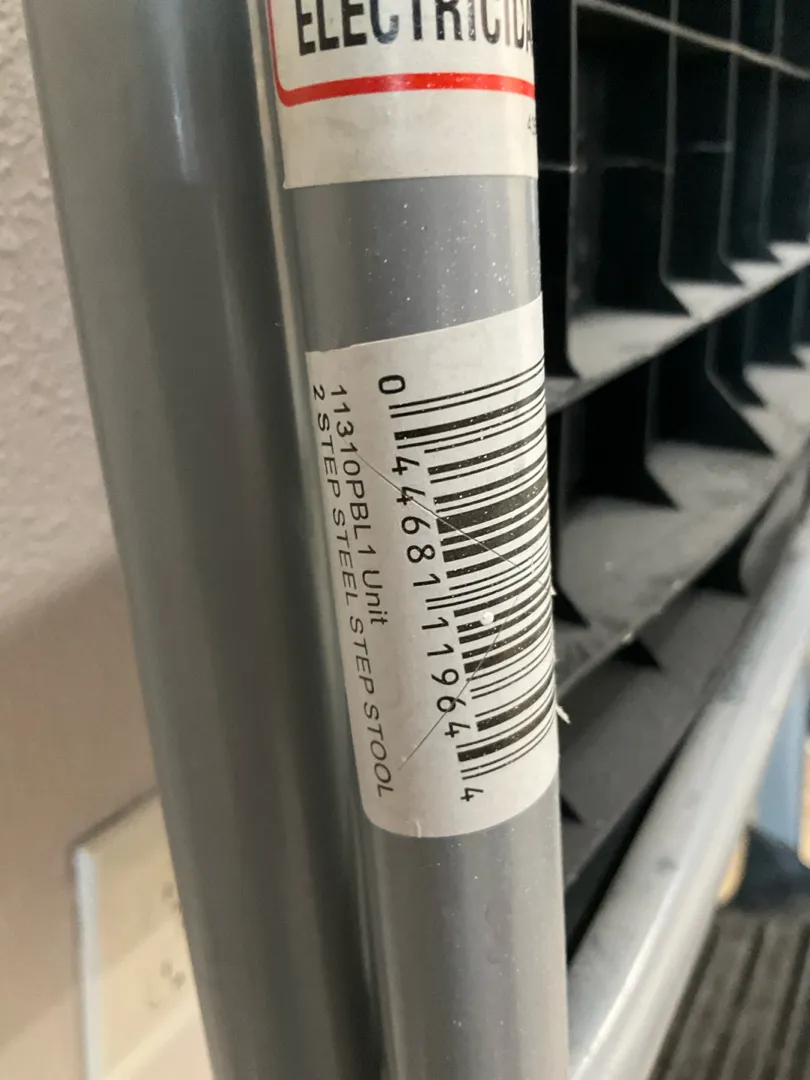 ELECTRICIDA
0 44681 11964 4
11310PBL1 Unit
2 STEP STEEL STEP STOOL